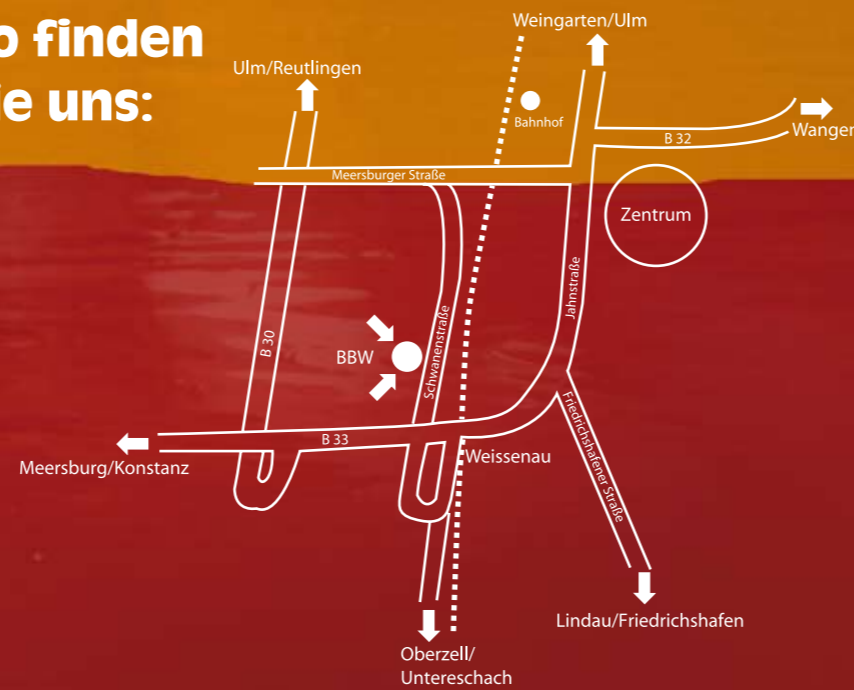 o finden
ie uns:
Weingarten/Ulm
Ulm/Reutlingen
Bahnhof
B 32
Wangen
Meersburger Straße
Zentrum
Jahnstraße
B 30
Schwanenstraße
BBW
Friedrichshafener Straße
B 33
Meersburg/Konstanz
Weissenau
Lindau/Friedrichshafen
Oberzell/
Untereschach